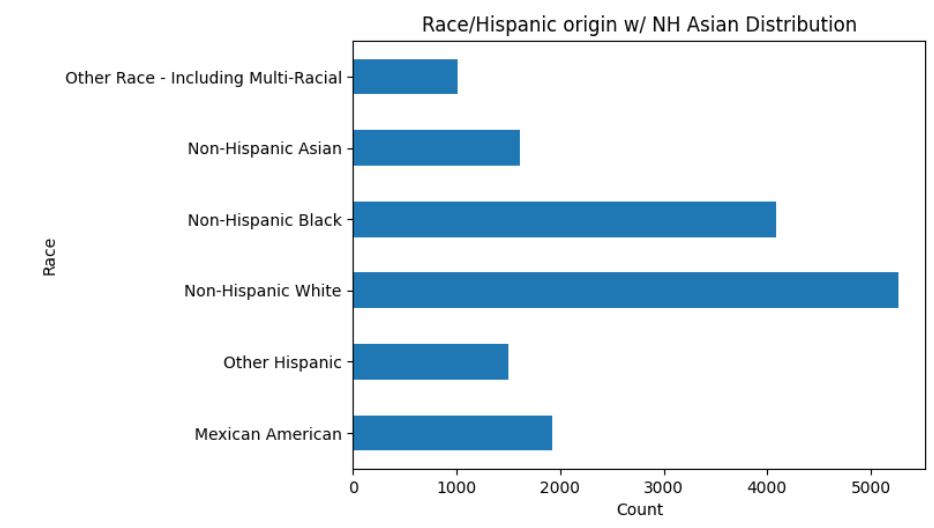 Race/Hispanic origin w/ NH Asian Distribution
Other Race - Including Multi-Racial
Non-Hispanic Asian
Non-Hispanic Black
Race
Non-Hispanic White
Other Hispanic
Mexican American
0 1000 2000 3000 4000 5000
Count